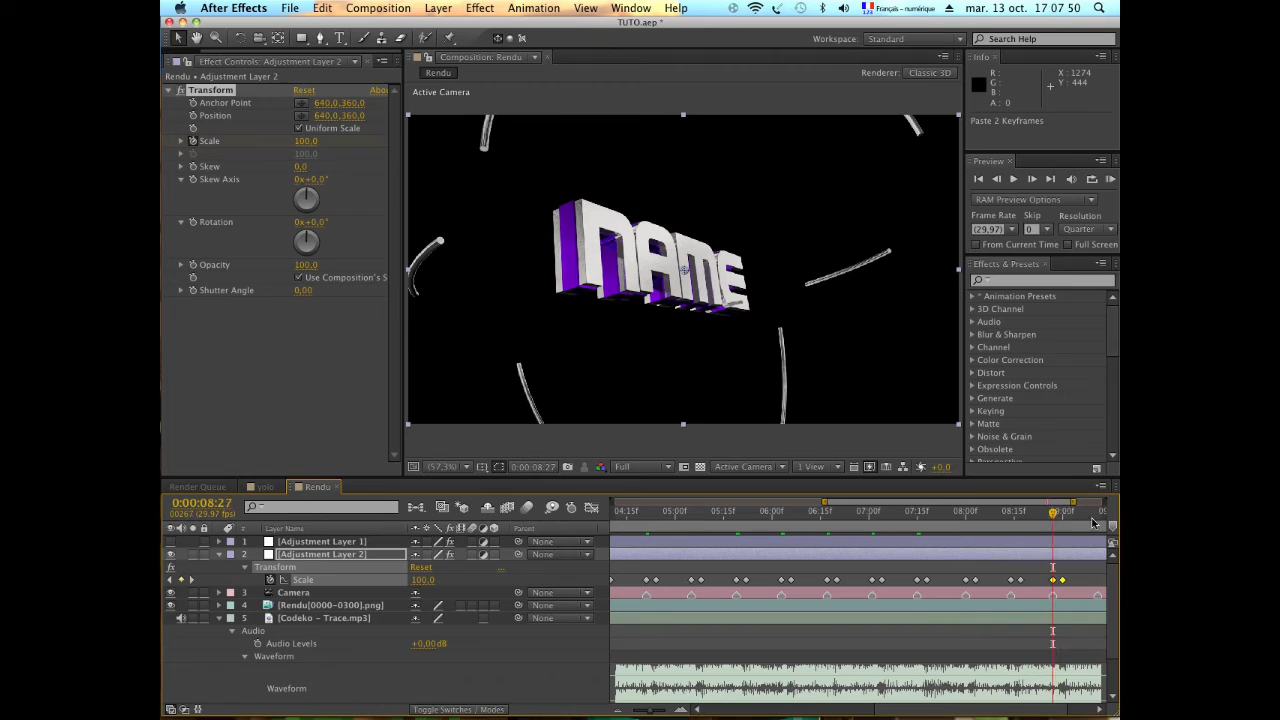 After Effects File Edit Composition Layer Effect Animation View Window Help
Français – numérique mar. 13 oct. 17 07 50
TUTO.aep *
Workspace: Standard
Search Help
Effect Controls: Adjustment Layer 2
Rendu • Adjustment Layer 2
Transform Reset Abou
Anchor Point 640,0,360,0
Position 640,0,360,0
Uniform Scale
Scale 100,0
100,0
Skew 0,0
Skew Axis 0x+0,0°
Rotation 0x+0,0°
Opacity 100,0
Use Composition's S
Shutter Angle 0,00
Composition: Rendu
Rendu
Renderer: Classic 3D
Active Camera
NAME
(57,3%) 0:00:08:27 Full Active Camera 1 View +0,0
Info
R :
G :
B :
A : 0
X : 1274
Y : 444
Paste 2 Keyframes
Preview
RAM Preview Options
Frame Rate Skip Resolution
(29,97) 0 Quarter
From Current Time Full Screen
Effects & Presets
* Animation Presets
3D Channel
Audio
Blur & Sharpen
Channel
Color Correction
Distort
Expression Controls
Generate
Keying
Matte
Noise & Grain
Obsolete
Perspective
Render Queue yolo Rendu
0:00:08:27
00267 (29.97 fps)
04:15f 05:00f 05:15f 06:00f 06:15f 07:00f 07:15f 08:00f 08:15f
# Layer Name Parent
1 [Adjustment Layer 1] None
2 [Adjustment Layer 2] None
Transform Reset ...
Scale 100,0
3 Camera None
4 [Rendu[0000-0300].png] None
5 [Codeko – Trace.mp3] None
Audio
Audio Levels +0,00dB
Waveform
Waveform
Toggle Switches / Modes